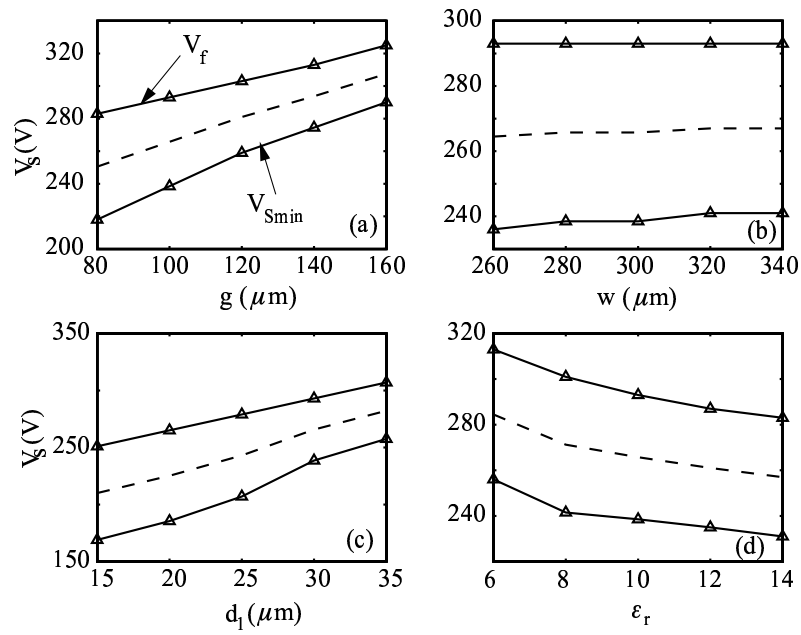 320
280
240
200
V_S(V)
V_f
V_Smin
(a)
80 100 120 140 160
g (μm)
300
280
260
240
(b)
260 280 300 320 340
w (μm)
350
250
150
V_S(V)
(c)
15 20 25 30 35
d_1(μm)
320
280
240
(d)
6 8 10 12 14
ε_r